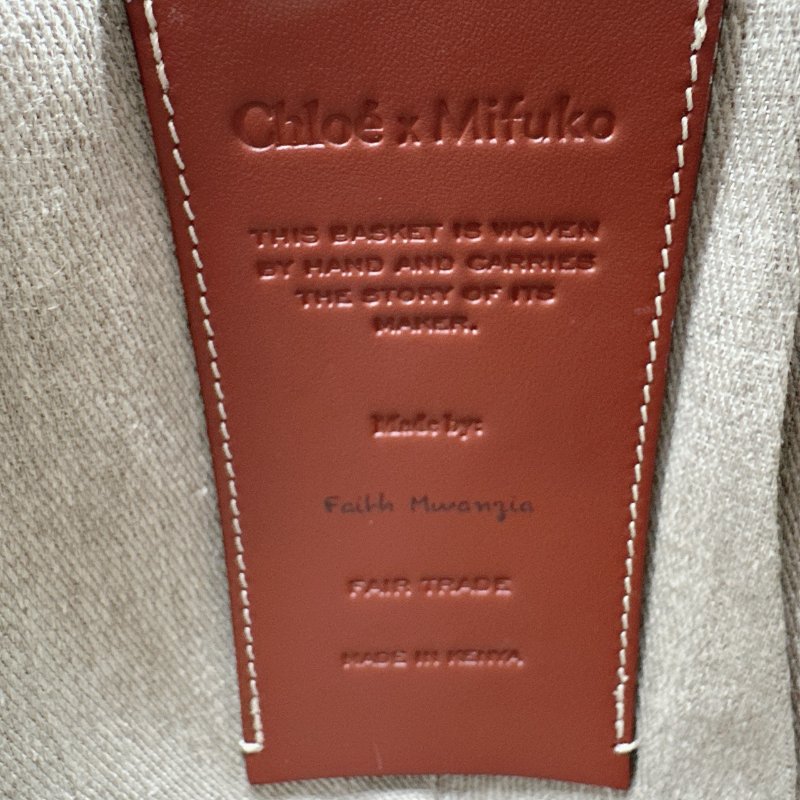 Chloé x Mifuko
THIS BASKET IS WOVEN
BY HAND AND CARRIES
THE STORY OF ITS
MAKER.
Made by:
Faith Mwanzia
FAIR TRADE
MADE IN KENYA